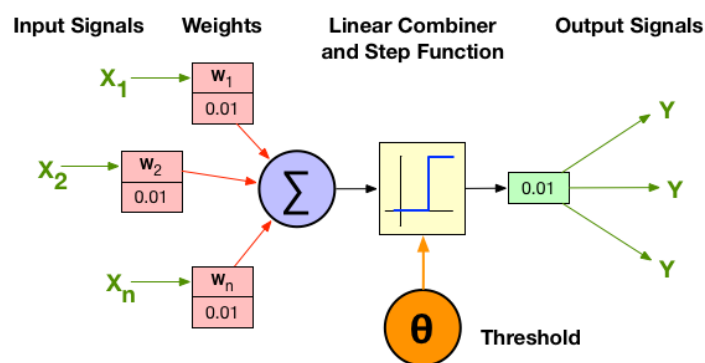 Input Signals
Weights
Linear Combiner
and Step Function
Output Signals
X1
w1
0.01
X2
w2
0.01
Σ
0.01
Y
Y
Y
Xn
wn
0.01
θ
Threshold